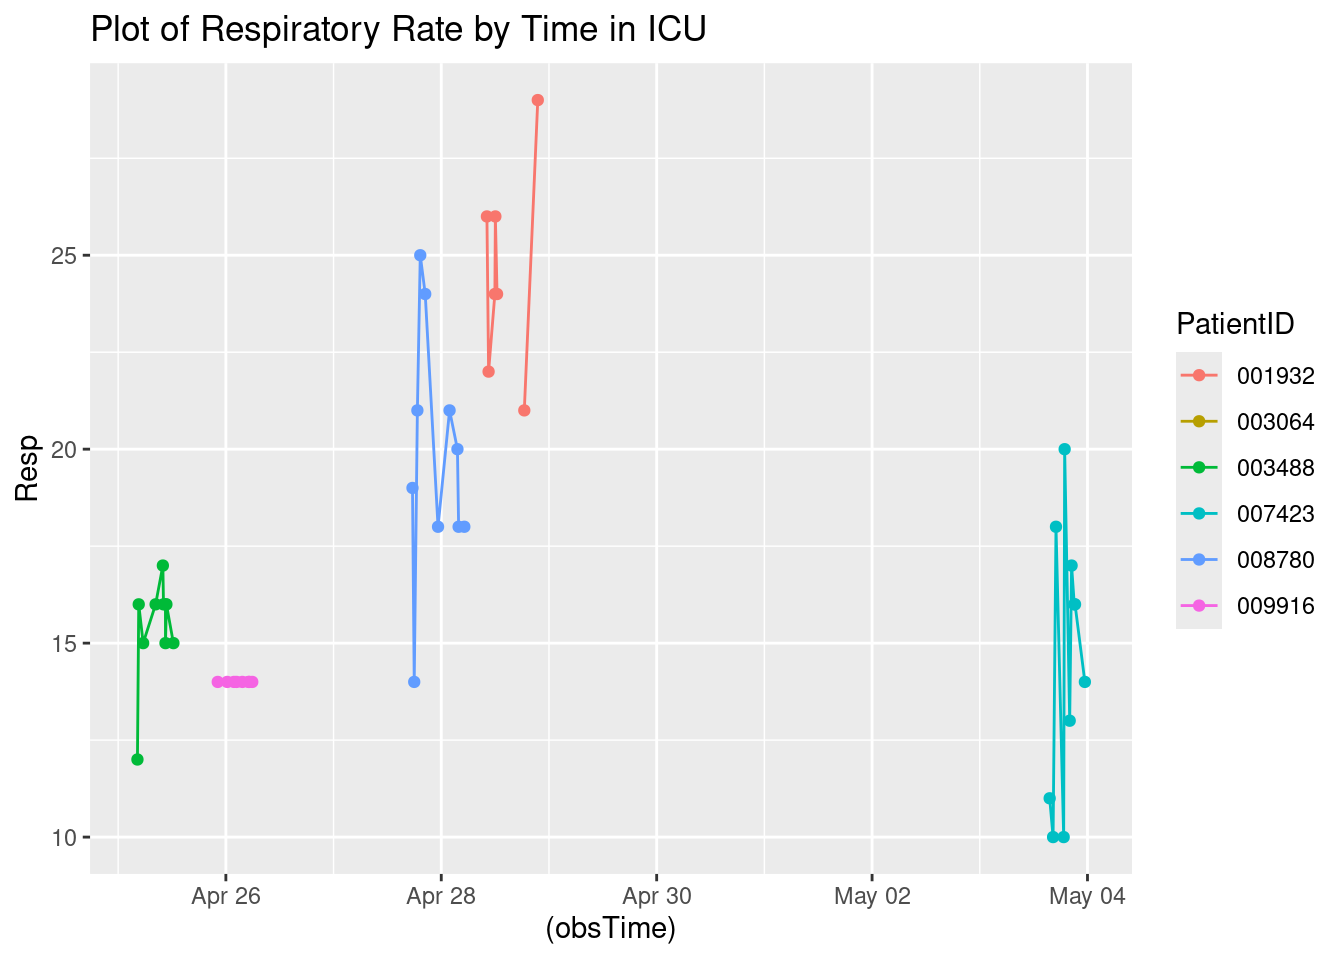 Plot of Respiratory Rate by Time in ICU
Resp
25
20
15
10
Apr 26
Apr 28
Apr 30
May 02
May 04
(obsTime)
PatientID
001932
003064
003488
007423
008780
009916